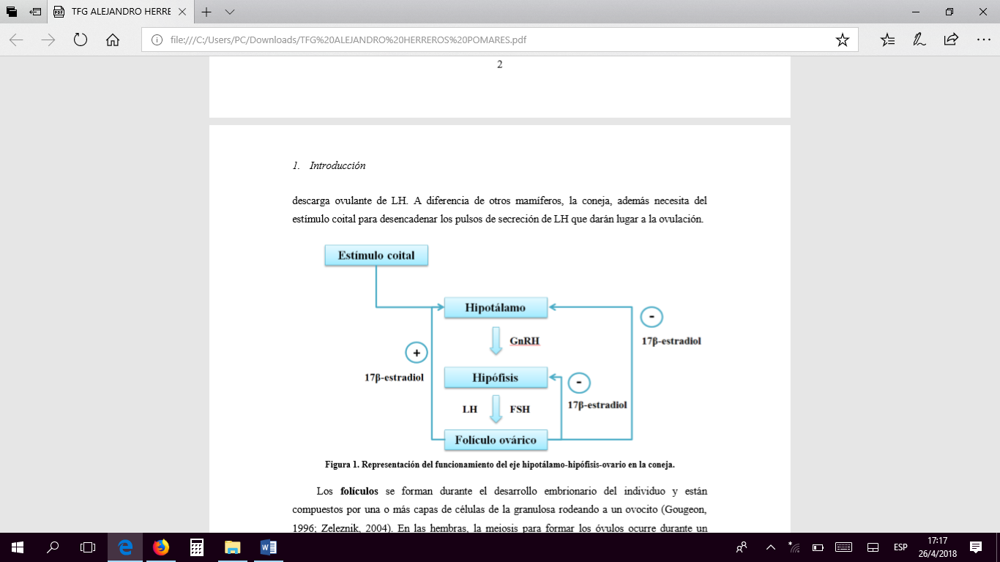 TFG ALEJANDRO HERRE
file:///C:/Users/PC/Downloads/TFG%20ALEJANDRO%20HERREROS%20POMARES.pdf
2
1. Introducción
descarga ovulante de LH. A diferencia de otros mamíferos, la coneja, además necesita del
estímulo coital para desencadenar los pulsos de secreción de LH que darán lugar a la ovulación.
Estímulo coital
Hipotálamo
-
GnRH
17β-estradiol
+
17β-estradiol
Hipófisis
-
17β-estradiol
LH
FSH
Folículo ovárico
Figura 1. Representación del funcionamiento del eje hipotálamo-hipófisis-ovario en la coneja.
Los folículos se forman durante el desarrollo embrionario del individuo y están
compuestos por una o más capas de células de la granulosa rodeando a un ovocito (Gougeon,
1996; Zeleznik, 2004). En las hembras, la meiosis para formar los óvulos ocurre durante un
ESP
17:17
26/4/2018